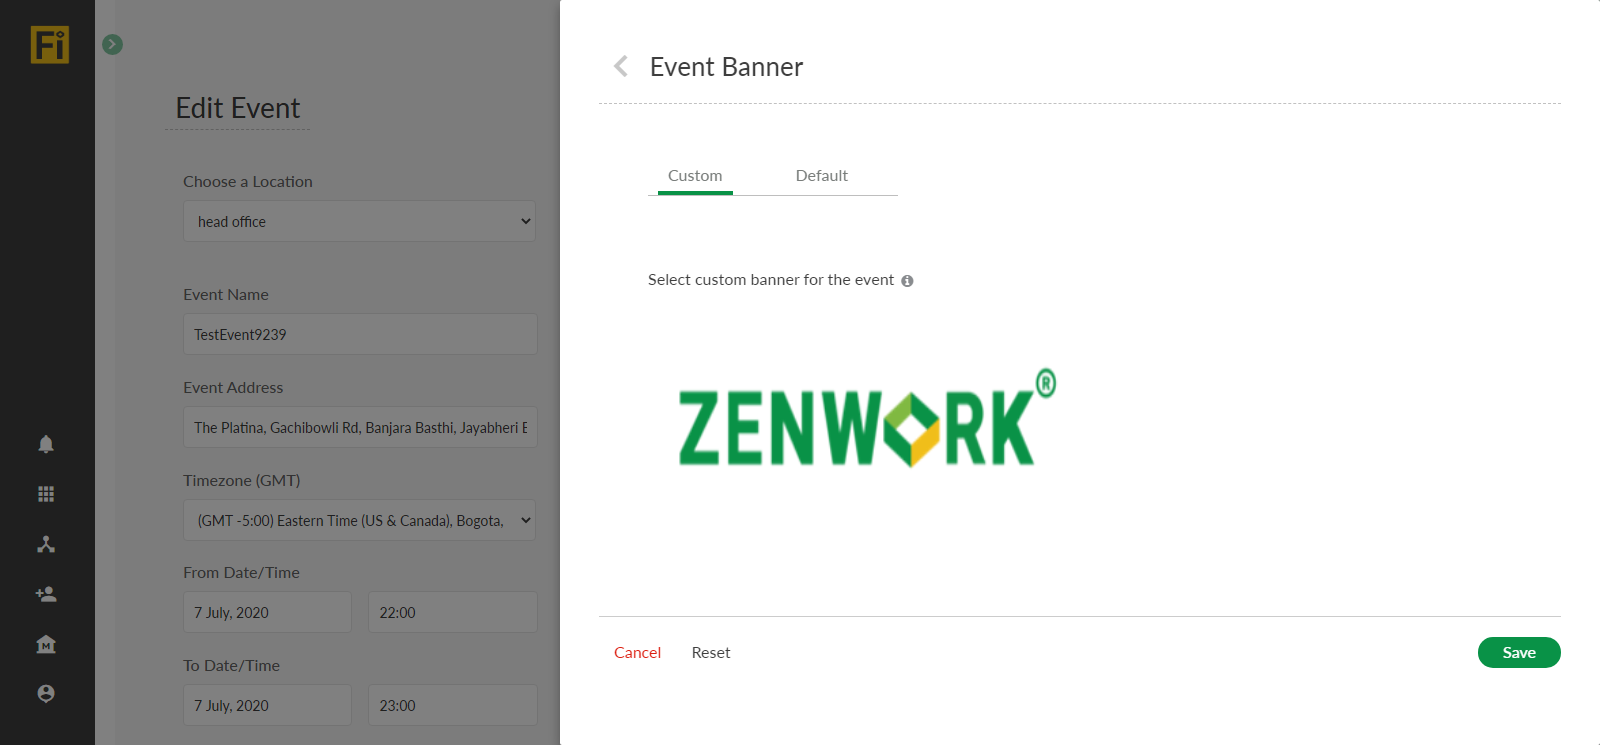 Fi
Edit Event
Choose a Location
head office
Event Name
TestEvent9239
Event Address
The Platina, Gachibowli Rd, Banjara Basthi, Jayabheri E
Timezone (GMT)
(GMT -5:00) Eastern Time (US & Canada), Bogota,
From Date/Time
7 July, 2020 22:00
To Date/Time
7 July, 2020 23:00
M
Event Banner
Custom Default
Select custom banner for the event
ZENWORK®
Cancel Reset Save